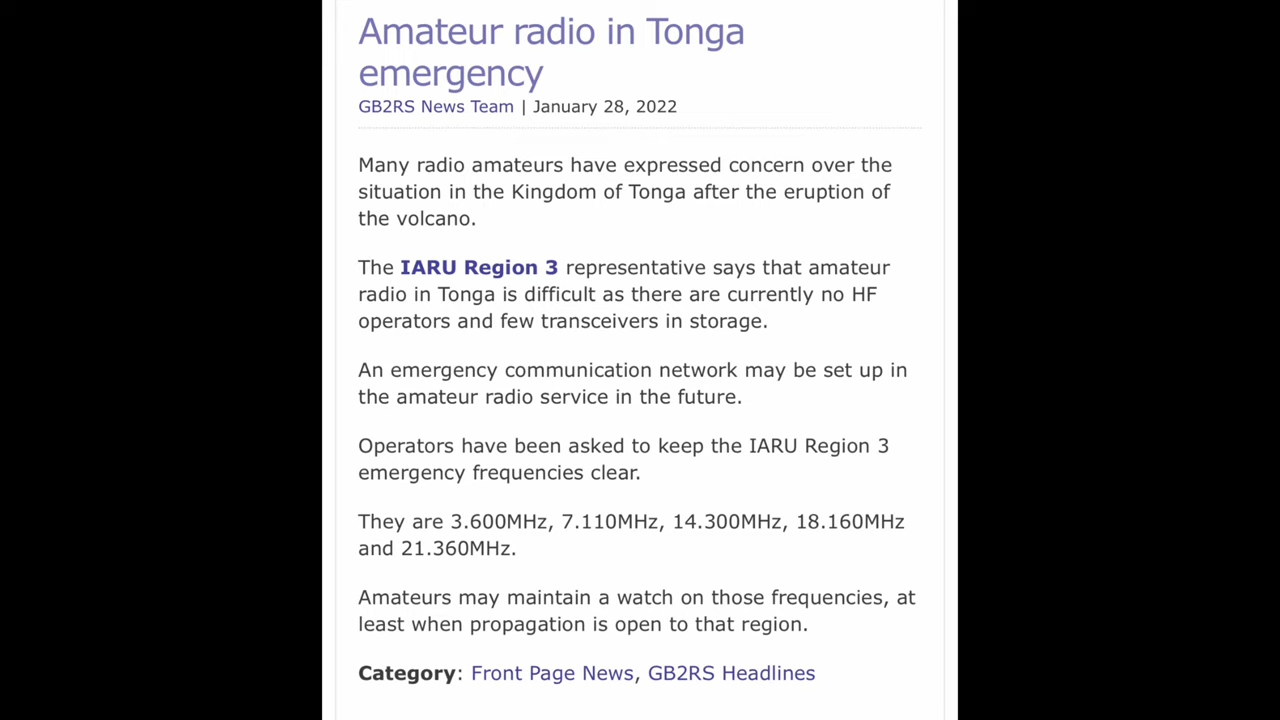 Amateur radio in Tonga
emergency
GB2RS News Team | January 28, 2022
Many radio amateurs have expressed concern over the
situation in the Kingdom of Tonga after the eruption of
the volcano.
The IARU Region 3 representative says that amateur
radio in Tonga is difficult as there are currently no HF
operators and few transceivers in storage.
An emergency communication network may be set up in
the amateur radio service in the future.
Operators have been asked to keep the IARU Region 3
emergency frequencies clear.
They are 3.600MHz, 7.110MHz, 14.300MHz, 18.160MHz
and 21.360MHz.
Amateurs may maintain a watch on those frequencies, at
least when propagation is open to that region.
Category: Front Page News, GB2RS Headlines